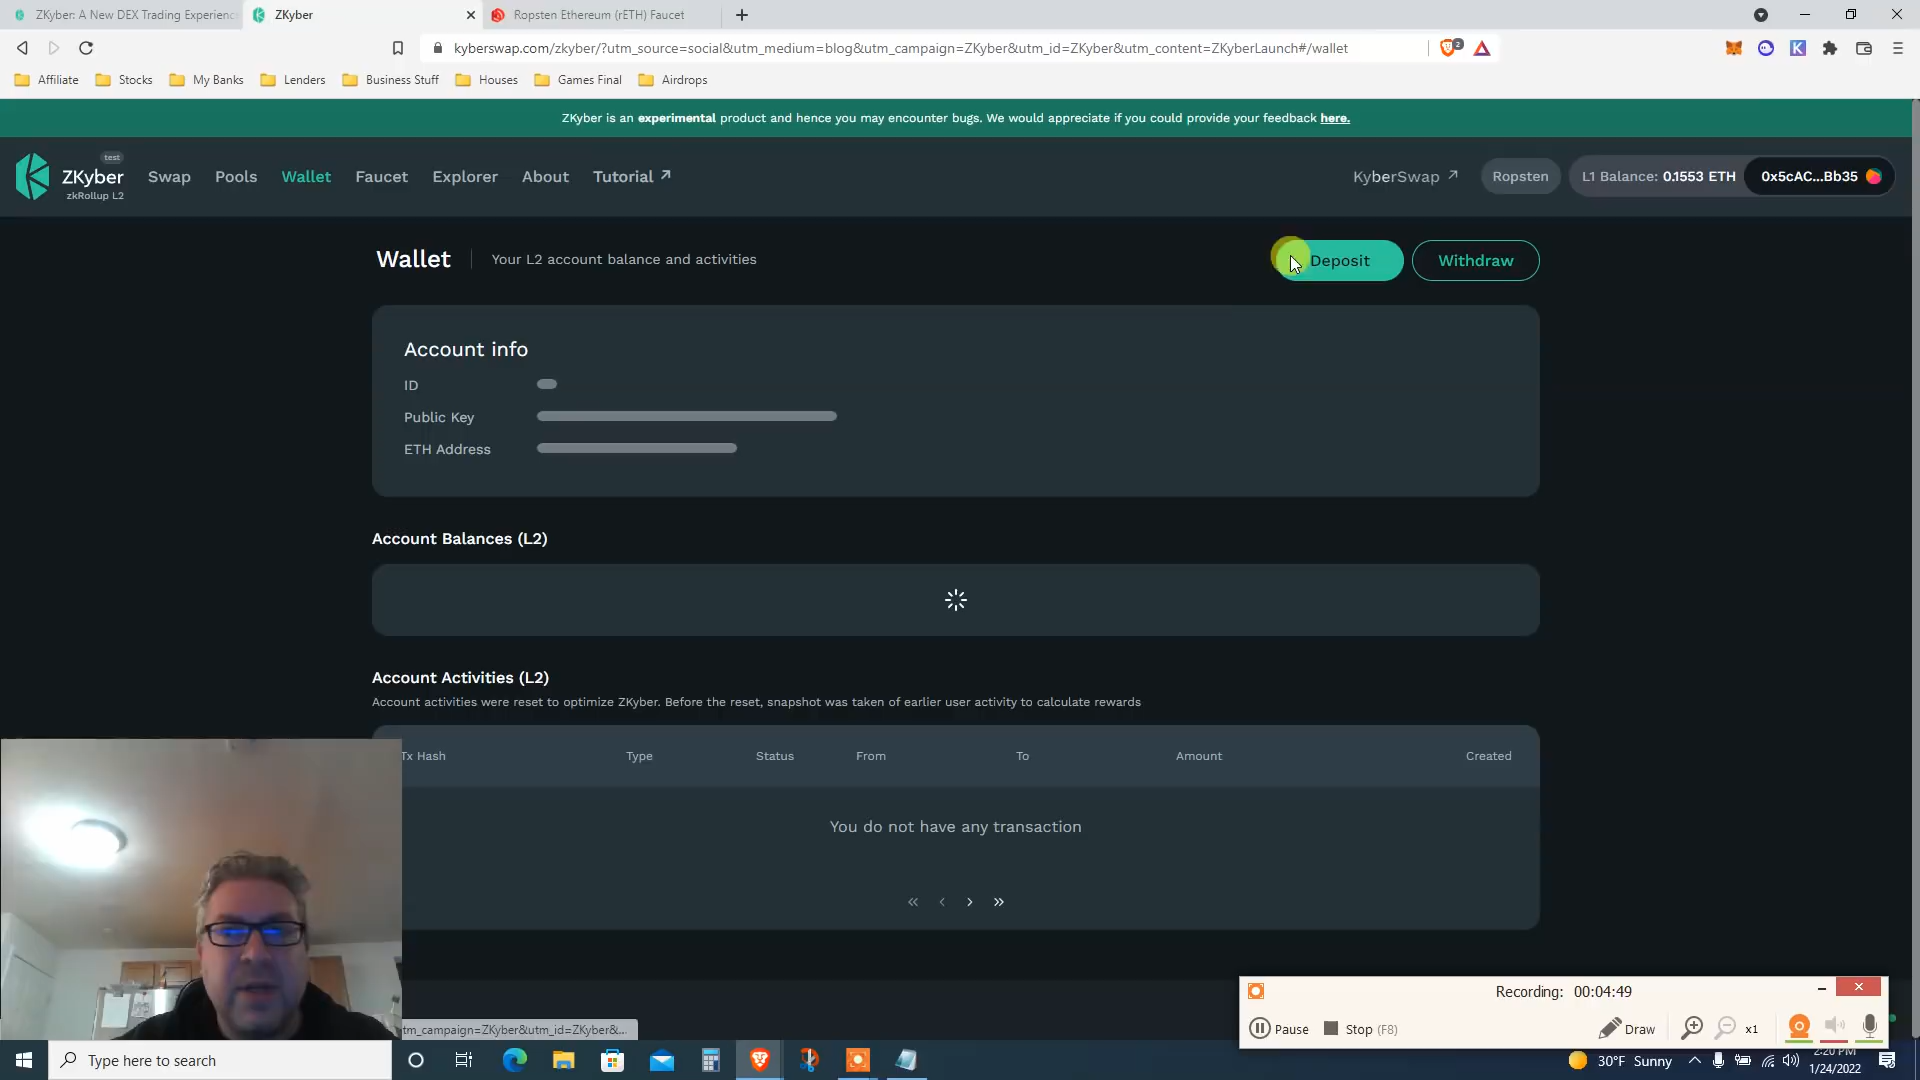 ZKyber: A New DEX Trading Experienc
ZKyber
Ropsten Ethereum (rETH) Faucet
kyberswap.com/zkyber/?utm_source=social&utm_medium=blog&utm_campaign=ZKyber&utm_id=ZKyber&utm_content=ZKyberLaunch#/wallet
2
Affiliate
Stocks
My Banks
Lenders
Business Stuff
Houses
Games Final
Airdrops
ZKyber is an experimental product and hence you may encounter bugs. We would appreciate if you could provide your feedback here.
test
ZKyber
zkRollup L2
Swap
Pools
Wallet
Faucet
Explorer
About
Tutorial ↗
KyberSwap ↗
Ropsten
L1 Balance: 0.1553 ETH
0x5cAC...Bb35
Wallet
Your L2 account balance and activities
Deposit
Withdraw
Account info
ID
Public Key
ETH Address
Account Balances (L2)
Account Activities (L2)
Account activities were reset to optimize ZKyber. Before the reset, snapshot was taken of earlier user activity to calculate rewards
Tx Hash
Type
Status
From
To
Amount
Created
You do not have any transaction
« ‹ › »
Recording: 00:04:49
Pause
Stop (F8)
Draw
x1
tm_campaign=ZKyber&utm_id=ZKyber&...
Type here to search
30°F Sunny
2:20 PM
1/24/2022